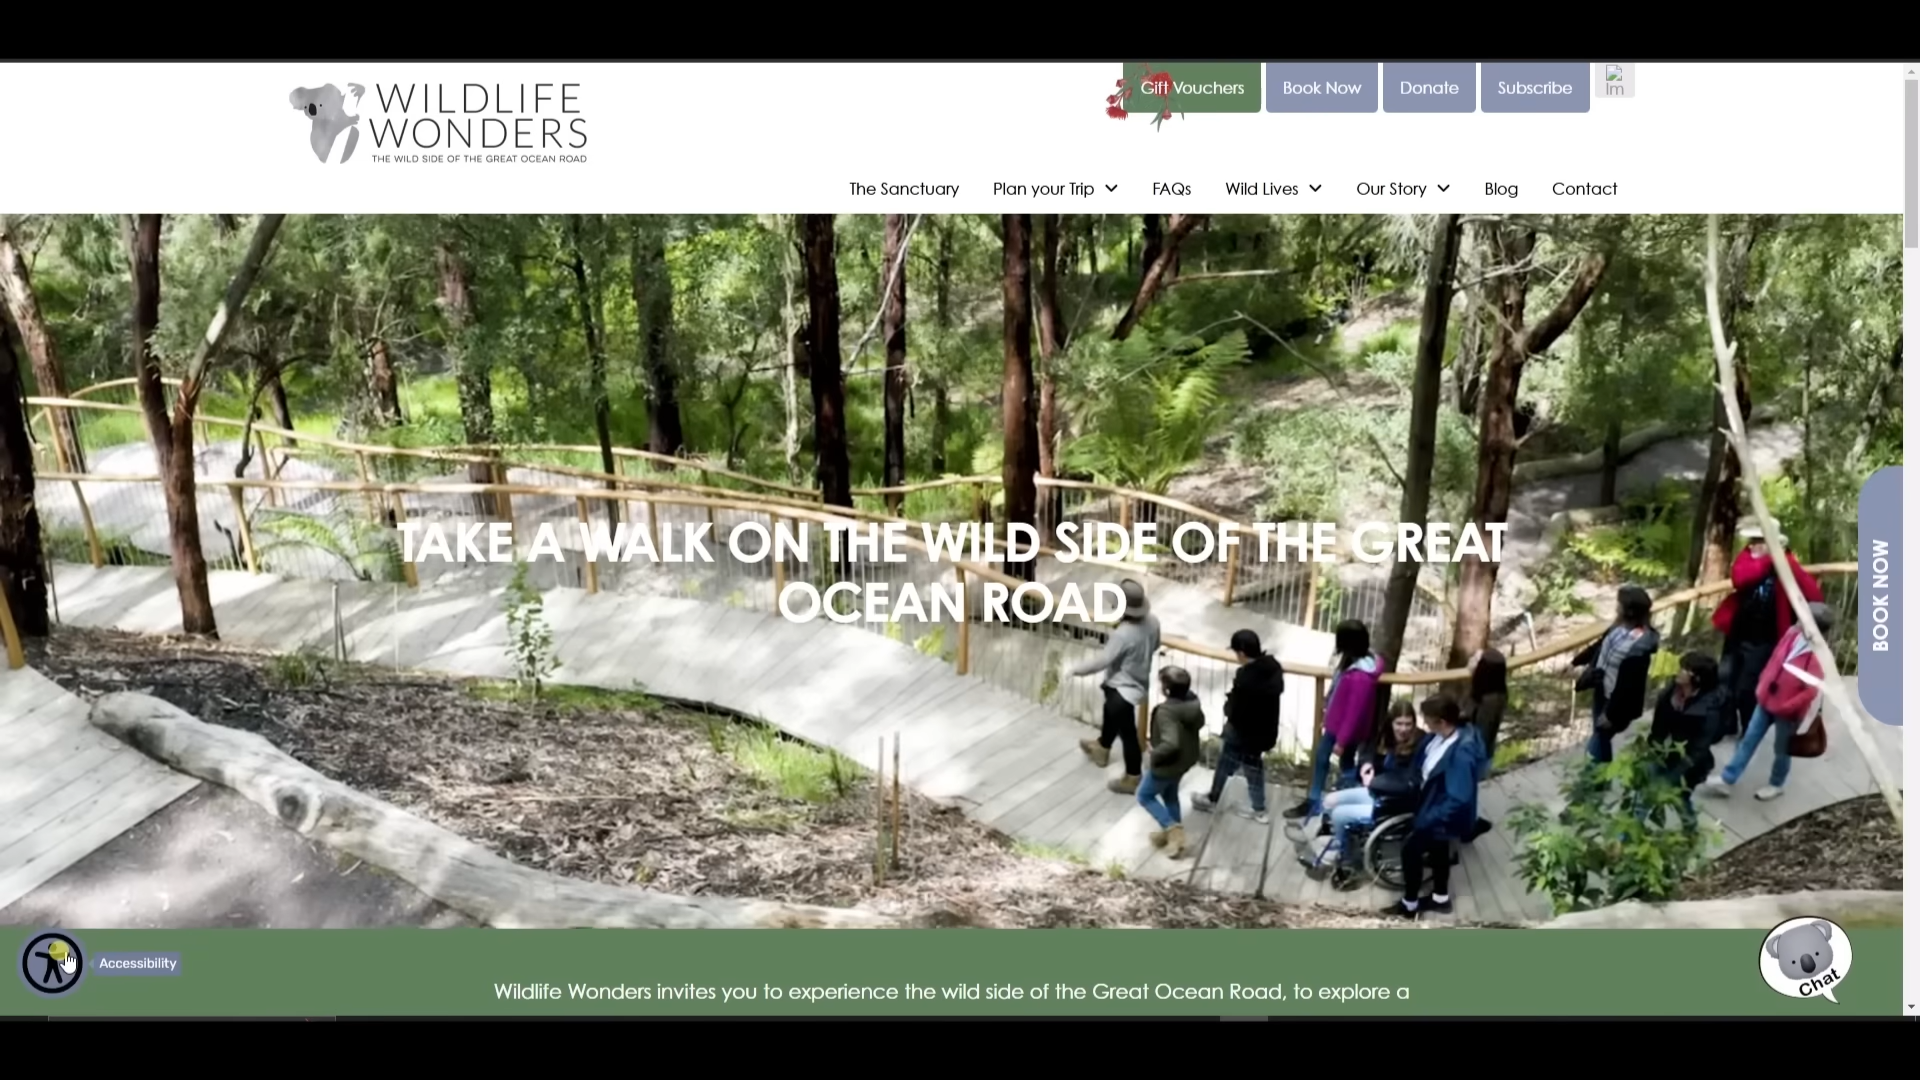 WILDLIFE
WONDERS
THE WILD SIDE OF THE GREAT OCEAN ROAD
Gift Vouchers
Book Now
Donate
Subscribe
Im
The Sanctuary
Plan your Trip
FAQs
Wild Lives
Our Story
Blog
Contact
TAKE A WALK ON THE WILD SIDE OF THE GREAT
OCEAN ROAD
BOOK NOW
Accessibility
Chat
Wildlife Wonders invites you to experience the wild side of the Great Ocean Road, to explore a